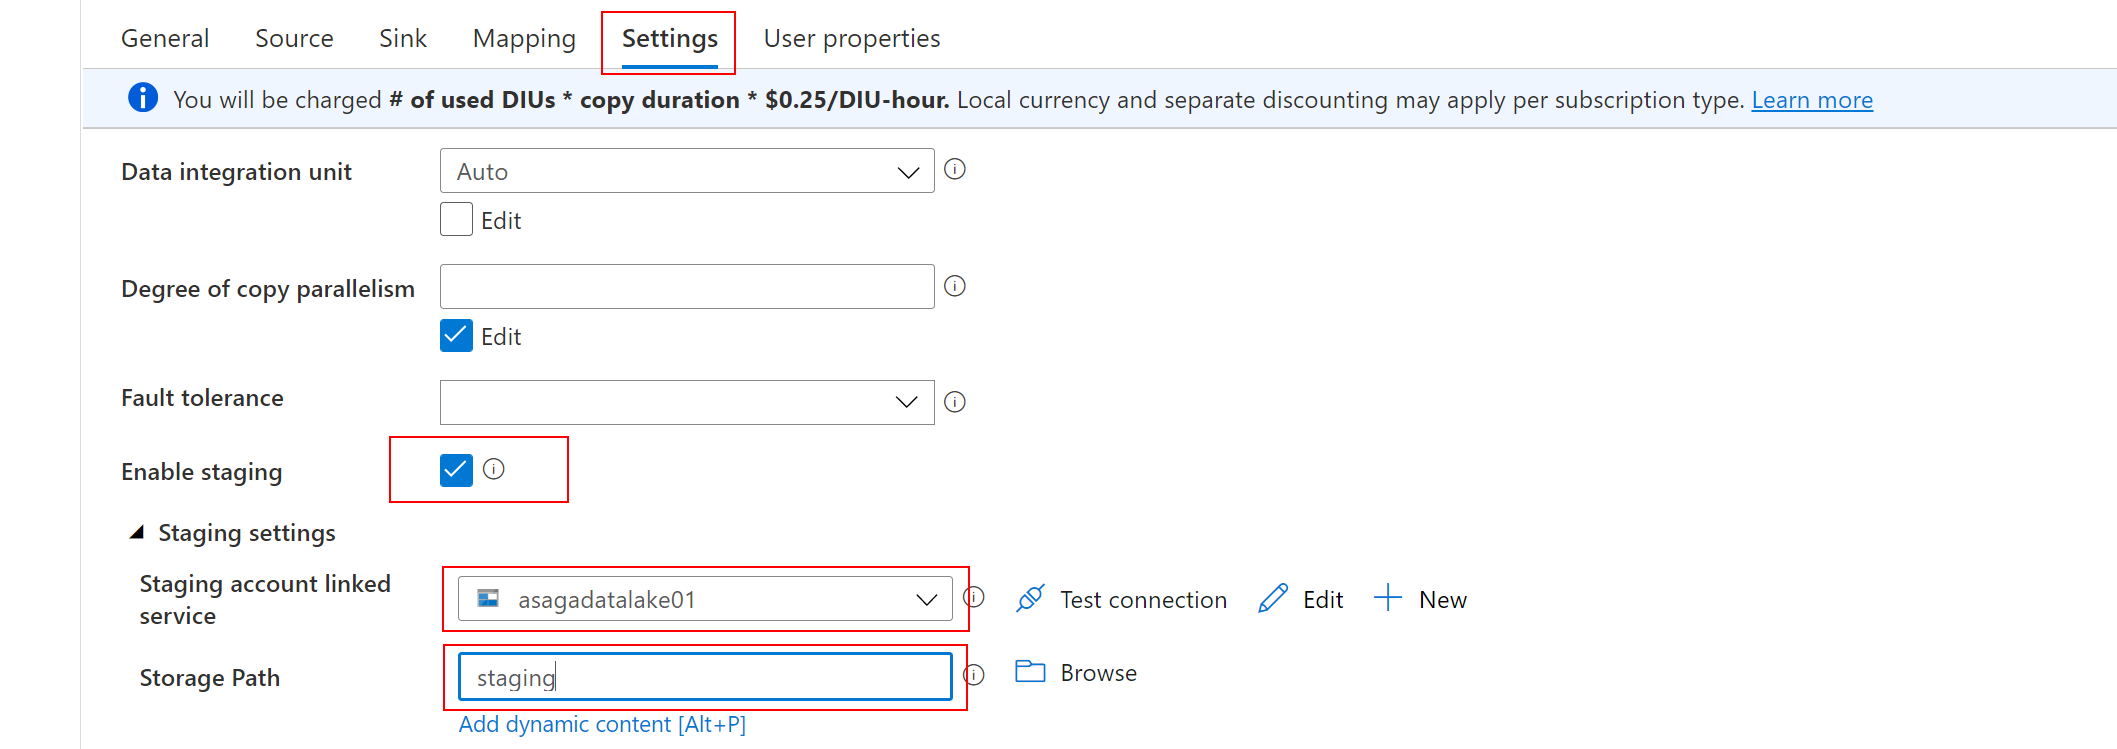 General Source Sink Mapping Settings User properties
You will be charged # of used DIUs * copy duration * $0.25/DIU-hour. Local currency and separate discounting may apply per subscription type. Learn more
Data integration unit Auto
Edit
Degree of copy parallelism
Edit
Fault tolerance
Enable staging
Staging settings
Staging account linked
service
asagadatalake01 Test connection Edit New
Storage Path staging Browse
Add dynamic content [Alt+P]